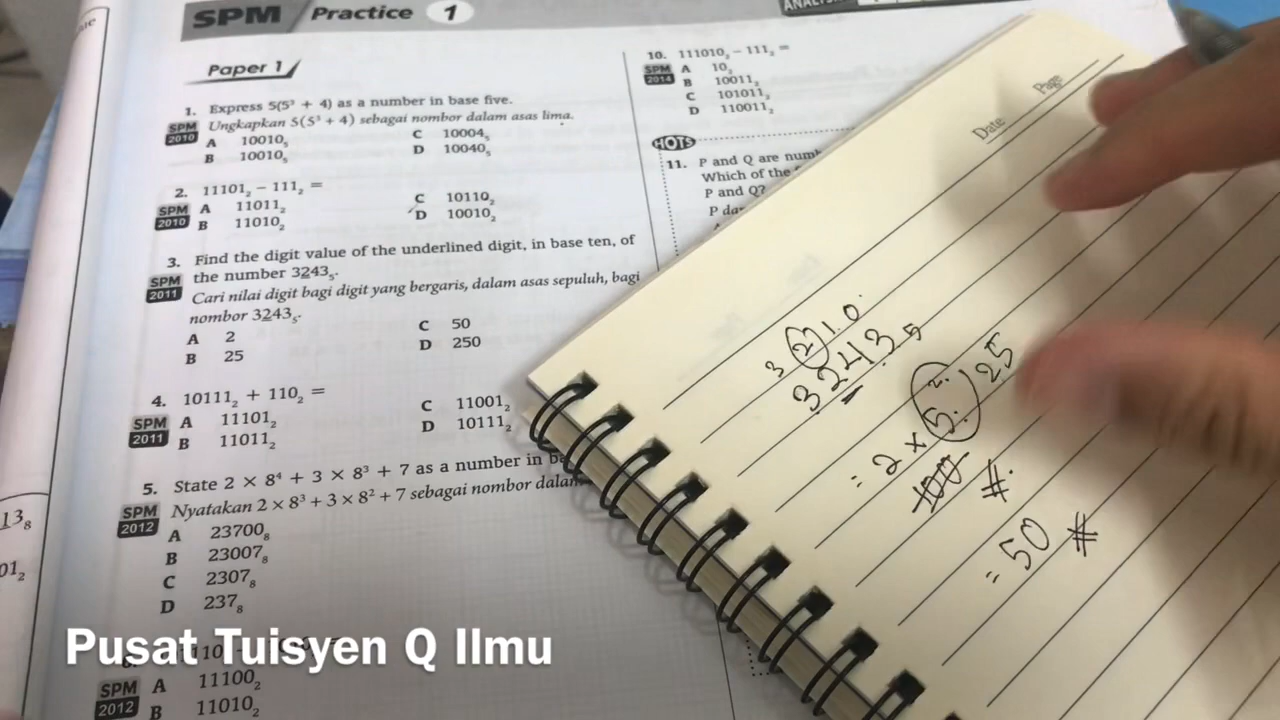 SPM Practice 1
Paper 1
1. Express 5(5³ + 4) as a number in base five.
SPM 2010 Ungkapkan 5(5³ + 4) sebagai nombor dalam asas lima.
A 10010₅ C 10004₅
B 10010₅ D 10040₅
2. 11101₂ − 111₂ =
SPM 2010 A 11011₂ C 10110₂
B 11010₂ D 10010₂
3. Find the digit value of the underlined digit, in base ten, of
SPM 2011 the number 3243₅.
Cari nilai digit bagi digit yang bergaris, dalam asas sepuluh, bagi
nombor 3243₅.
A 2 C 50
B 25 D 250
4. 10111₂ + 110₂ =
SPM 2011 A 11101₂ C 11001₂
B 11011₂ D 10111₂
5. State 2 × 8⁴ + 3 × 8³ + 7 as a number in
SPM 2012 Nyatakan 2 × 8³ + 3 × 8² + 7 sebagai nombor
A 23700₈
B 23007₈
C 2307₈
D 237₈
SPM 2012 A 11100₂
B 11010₂
10. 111010₂ − 111₂ =
SPM 2014 A 10₂
B 10011₂
C 101011₂
D 110011₂
HOTS
11. P and Q are
Which of the
P and Q?
P
13₈
01₂
Page
Date
3 2 1 0
3243₅
= 2 × 5² 25
100 #
= 50 #
Pusat Tuisyen Q Ilmu